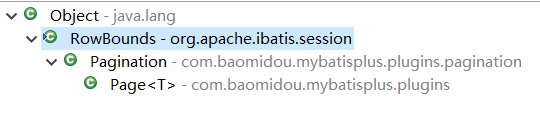 Object - java.lang
RowBounds - org.apache.ibatis.session
Pagination - com.baomidou.mybatisplus.plugins.pagination
Page<T> - com.baomidou.mybatisplus.plugins